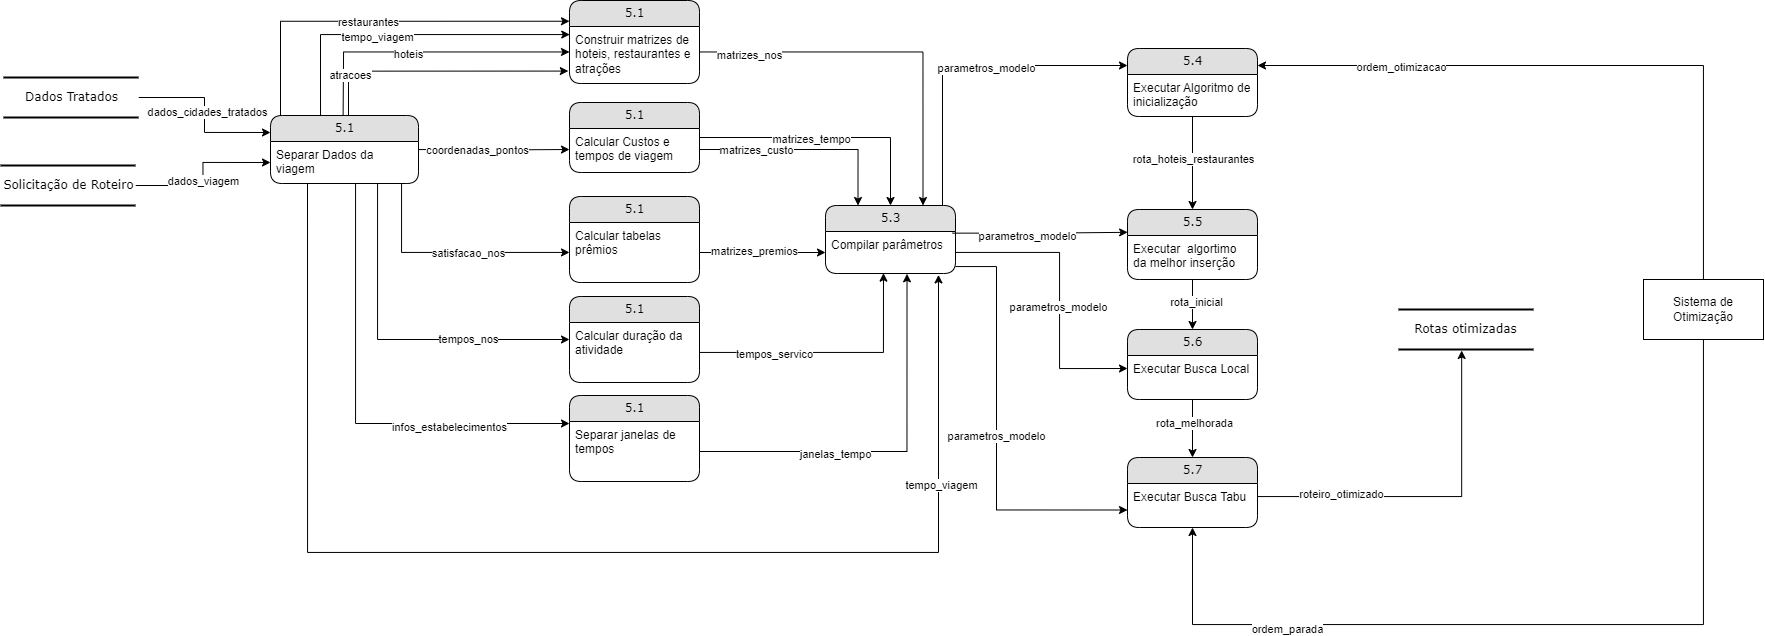 Dados Tratados
dados_cidades_tratados
Solicitação de Roteiro
dados_viagem
5.1
Separar Dados da
viagem
restaurantes
tempo_viagem
hoteis
atracoes
coordenadas_pontos
satisfacao_nos
tempos_nos
infos_estabelecimentos
5.1
Construir matrizes de
hoteis, restaurantes e
atrações
matrizes_nos
5.1
Calcular Custos e
tempos de viagem
matrizes_tempo
matrizes_custo
5.1
Calcular tabelas
prêmios
matrizes_premios
5.1
Calcular duração da
atividade
tempos_servico
5.1
Separar janelas de
tempos
janelas_tempo
tempo_viagem
5.3
Compilar parâmetros
parametros_modelo
parametros_modelo
parametros_modelo
parametros_modelo
5.4
Executar Algoritmo de
inicialização
ordem_otimizacao
rota_hoteis_restaurantes
5.5
Executar algortimo
da melhor inserção
rota_inicial
5.6
Executar Busca Local
rota_melhorada
5.7
Executar Busca Tabu
roteiro_otimizado
Rotas otimizadas
Sistema de
Otimização
ordem_parada